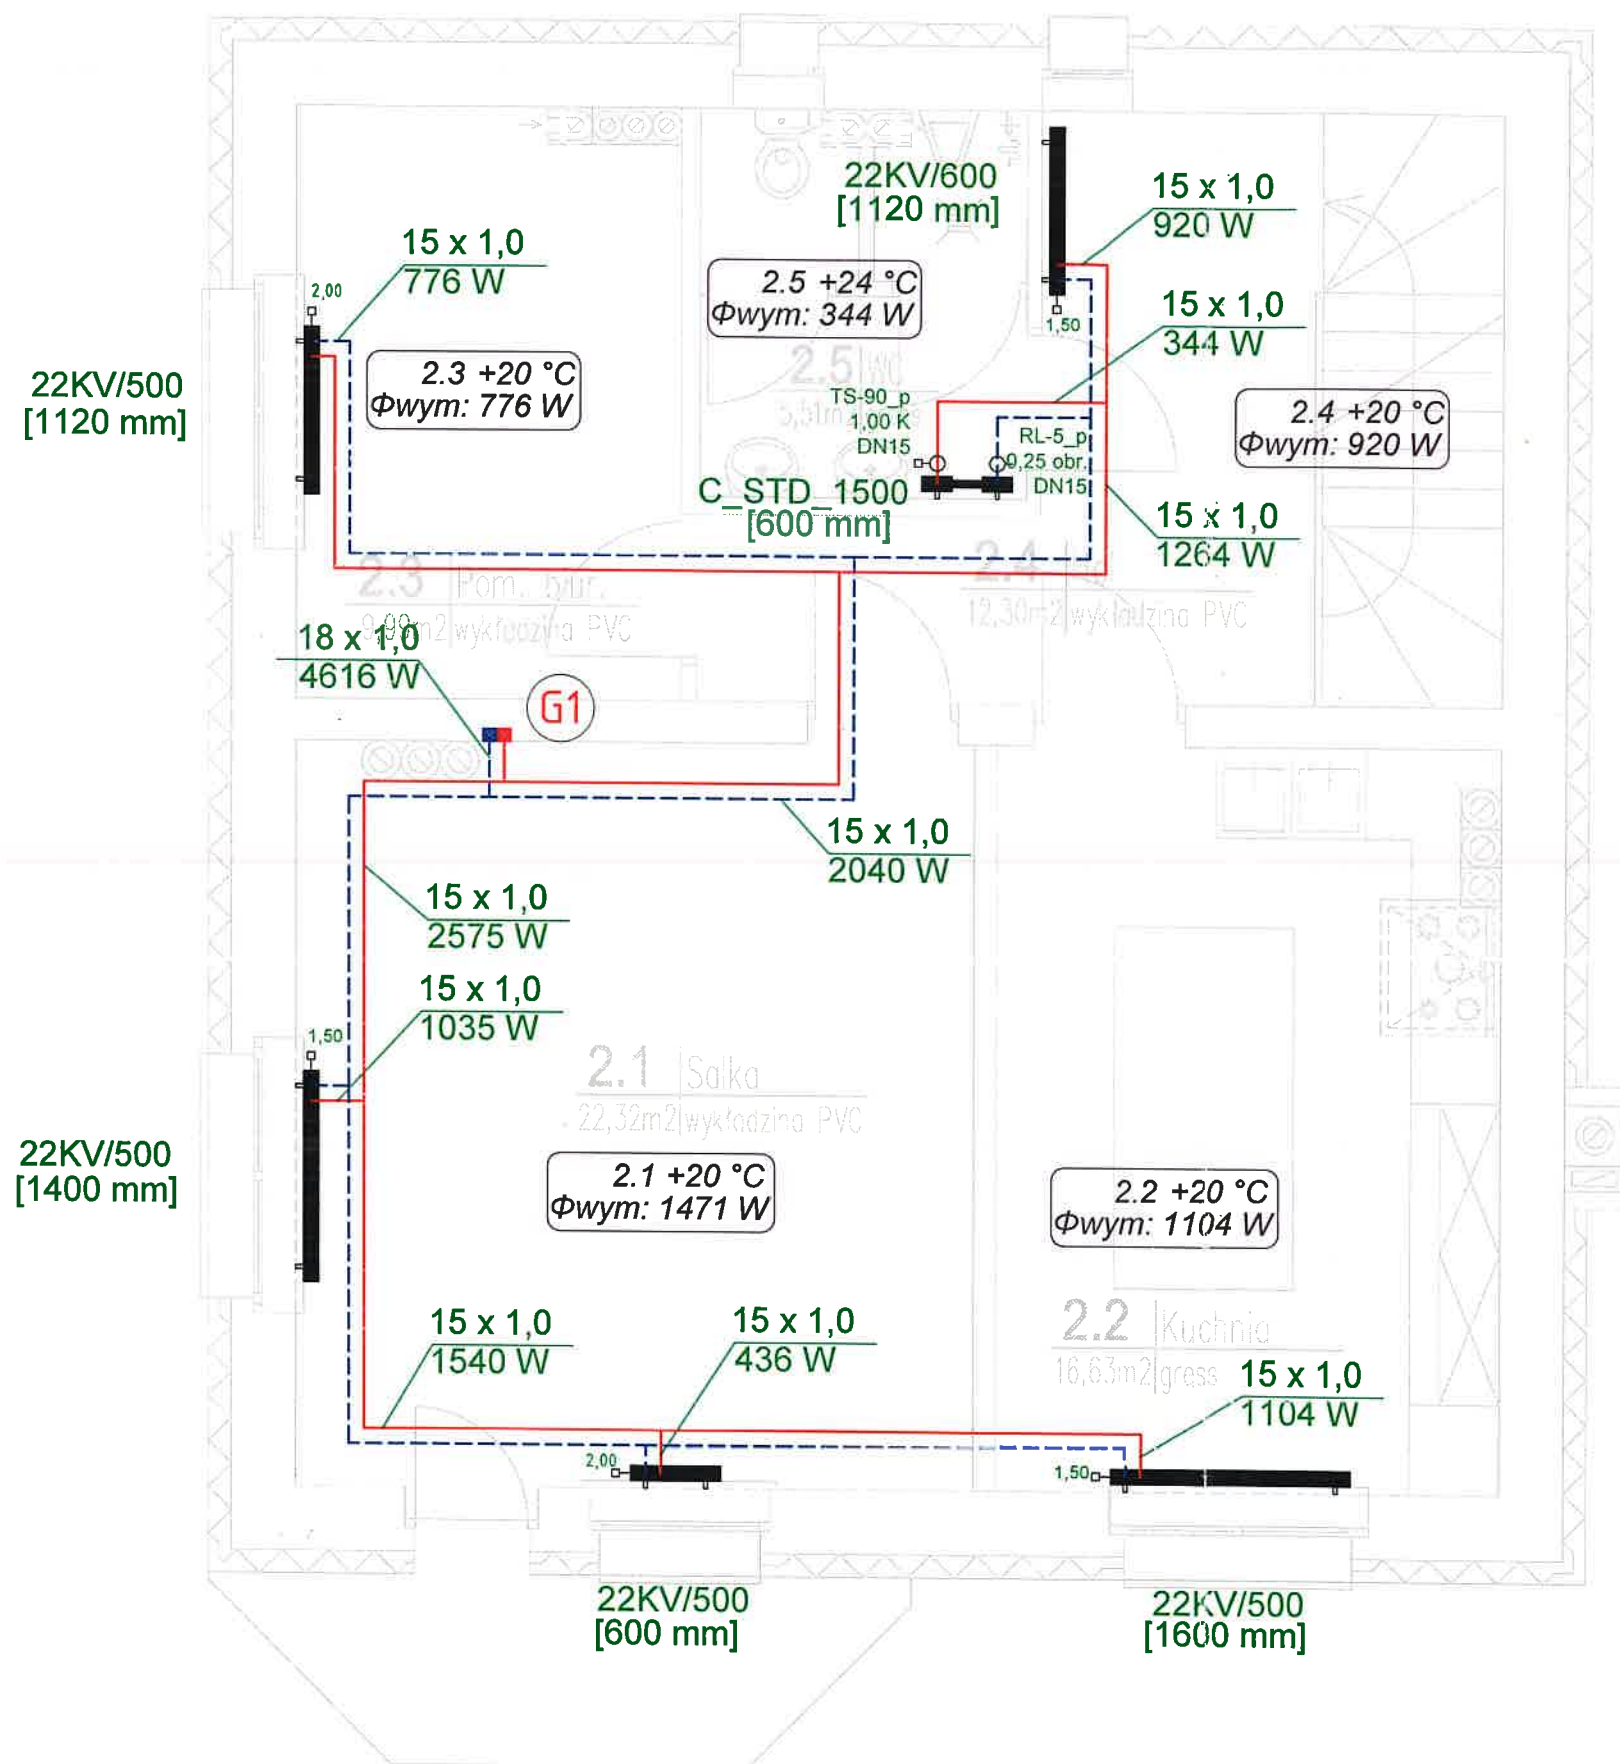 22KV/600
[1120 mm]
15 x 1,0
920 W
15 x 1,0
776 W
2.5 +24 °C
Φwym: 344 W
2,00
1,50
15 x 1,0
344 W
22KV/500
[1120 mm]
2.3 +20 °C
Φwym: 776 W
2.5
TS-90_p
1,00 K
DN15
RL-5_p
0,25 obr.
DN15
2.4 +20 °C
Φwym: 920 W
C_STD_1500
[600 mm]
15 x 1,0
1264 W
2.3 Pom. biur.
9,99m2 wykładzina PVC
2.4
12,30m2 wykładzina PVC
18 x 1,0
4616 W
G1
15 x 1,0
2040 W
15 x 1,0
2575 W
15 x 1,0
1035 W
1,50
2.1 Salka
22,32m2 wykładzina PVC
22KV/500
[1400 mm]
2.1 +20 °C
Φwym: 1471 W
2.2 +20 °C
Φwym: 1104 W
15 x 1,0
1540 W
15 x 1,0
436 W
2.2 Kuchnia
16,63m2 gress
15 x 1,0
1104 W
2,00
1,50
22KV/500
[600 mm]
22KV/500
[1600 mm]